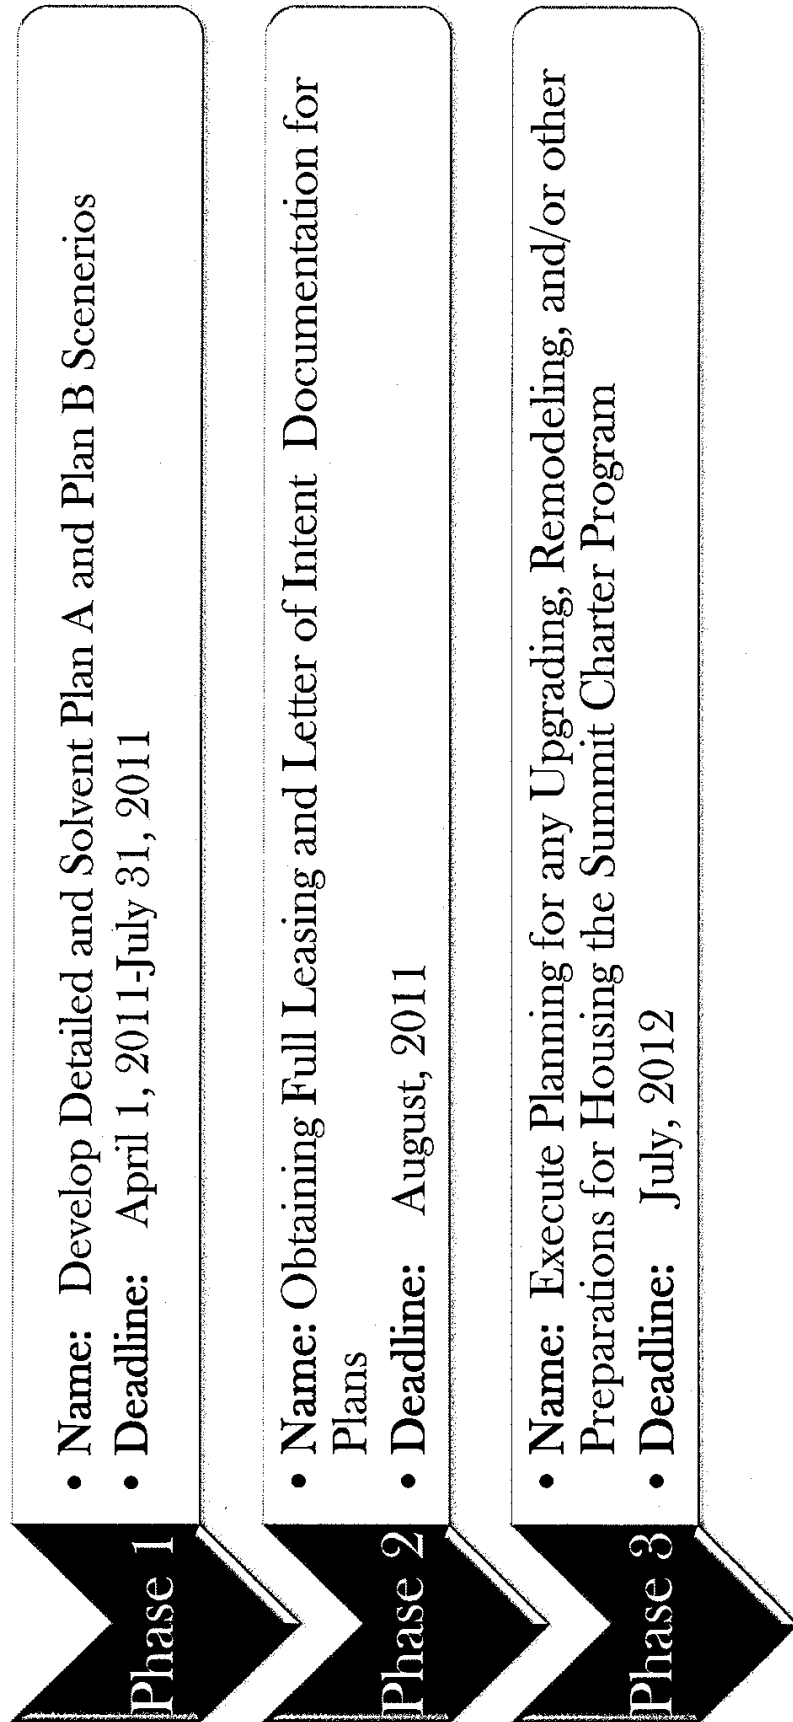 Phase 1
• Name: Develop Detailed and Solvent Plan A and Plan B Scenerios
• Deadline: April 1, 2011-July 31, 2011
Phase 2
• Name: Obtaining Full Leasing and Letter of Intent Documentation for
Plans
• Deadline: August, 2011
Phase 3
• Name: Execute Planning for any Upgrading, Remodeling, and/or other
Preparations for Housing the Summit Charter Program
• Deadline: July, 2012